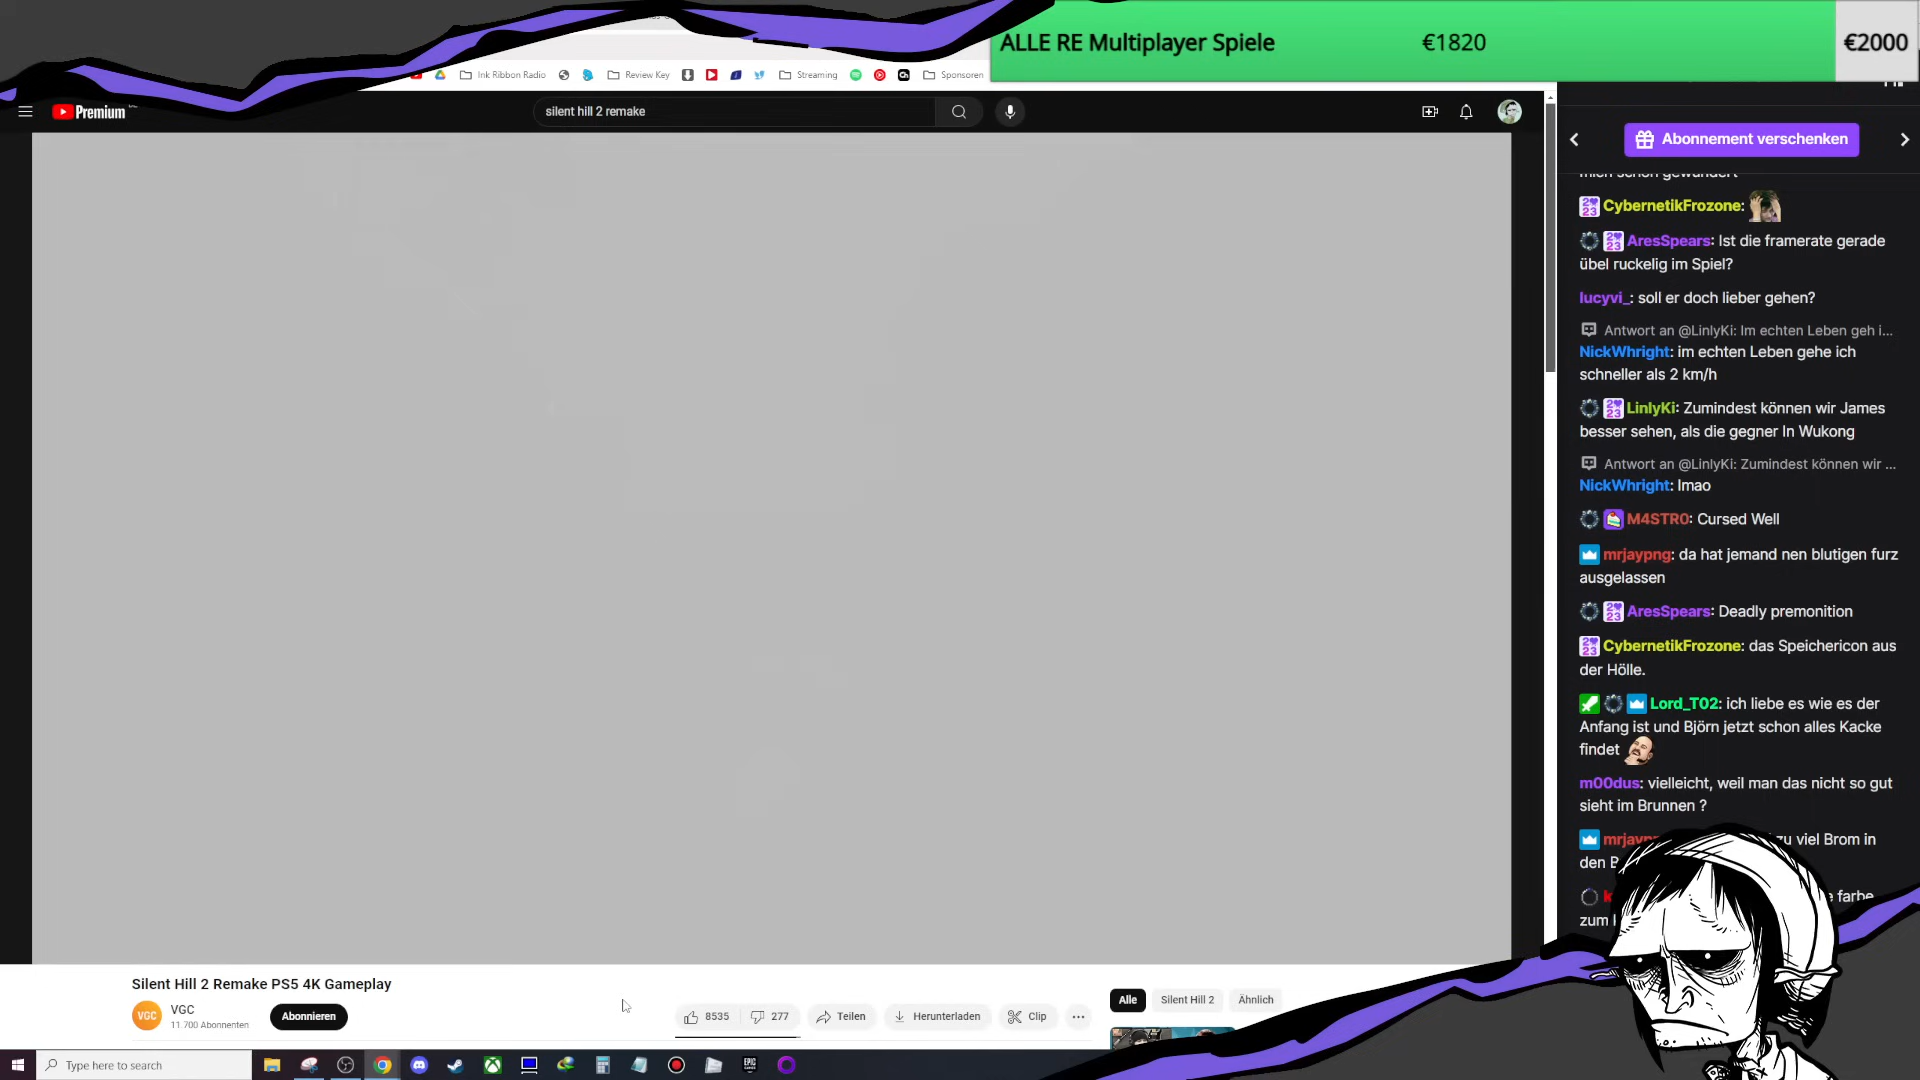 ALLE RE Multiplayer Spiele €1820 €2000
Ink Ribbon Radio Review Key Streaming Sponsoren
Premium silent hill 2 remake
Abonnement verschenken
mich schon gewundert
CybernetikFrozone:
AresSpears: Ist die framerate gerade
übel ruckelig im Spiel?
lucyvi_: soll er doch lieber gehen?
Antwort an @LinlyKi: Im echten Leben geh i...
NickWhright: im echten Leben gehe ich
schneller als 2 km/h
LinlyKi: Zumindest können wir James
besser sehen, als die gegner In Wukong
Antwort an @LinlyKi: Zumindest können wir ...
NickWhright: lmao
M4STR0: Cursed Well
mrjaypng: da hat jemand nen blutigen furz
ausgelassen
AresSpears: Deadly premonition
CybernetikFrozone: das Speichericon aus
der Hölle.
Lord_T02: ich liebe es wie es der
Anfang ist und Björn jetzt schon alles Kacke
findet
m00dus: vielleicht, weil man das nicht so gut
sieht im Brunnen ?
zu viel Brom in
den
farbe
zum
Silent Hill 2 Remake PS5 4K Gameplay
VGC
VGC
11.700 Abonnenten
Abonnieren
8535 277 Teilen Herunterladen Clip
Alle Silent Hill 2 Ähnlich
Type here to search
EPIC
GAMES